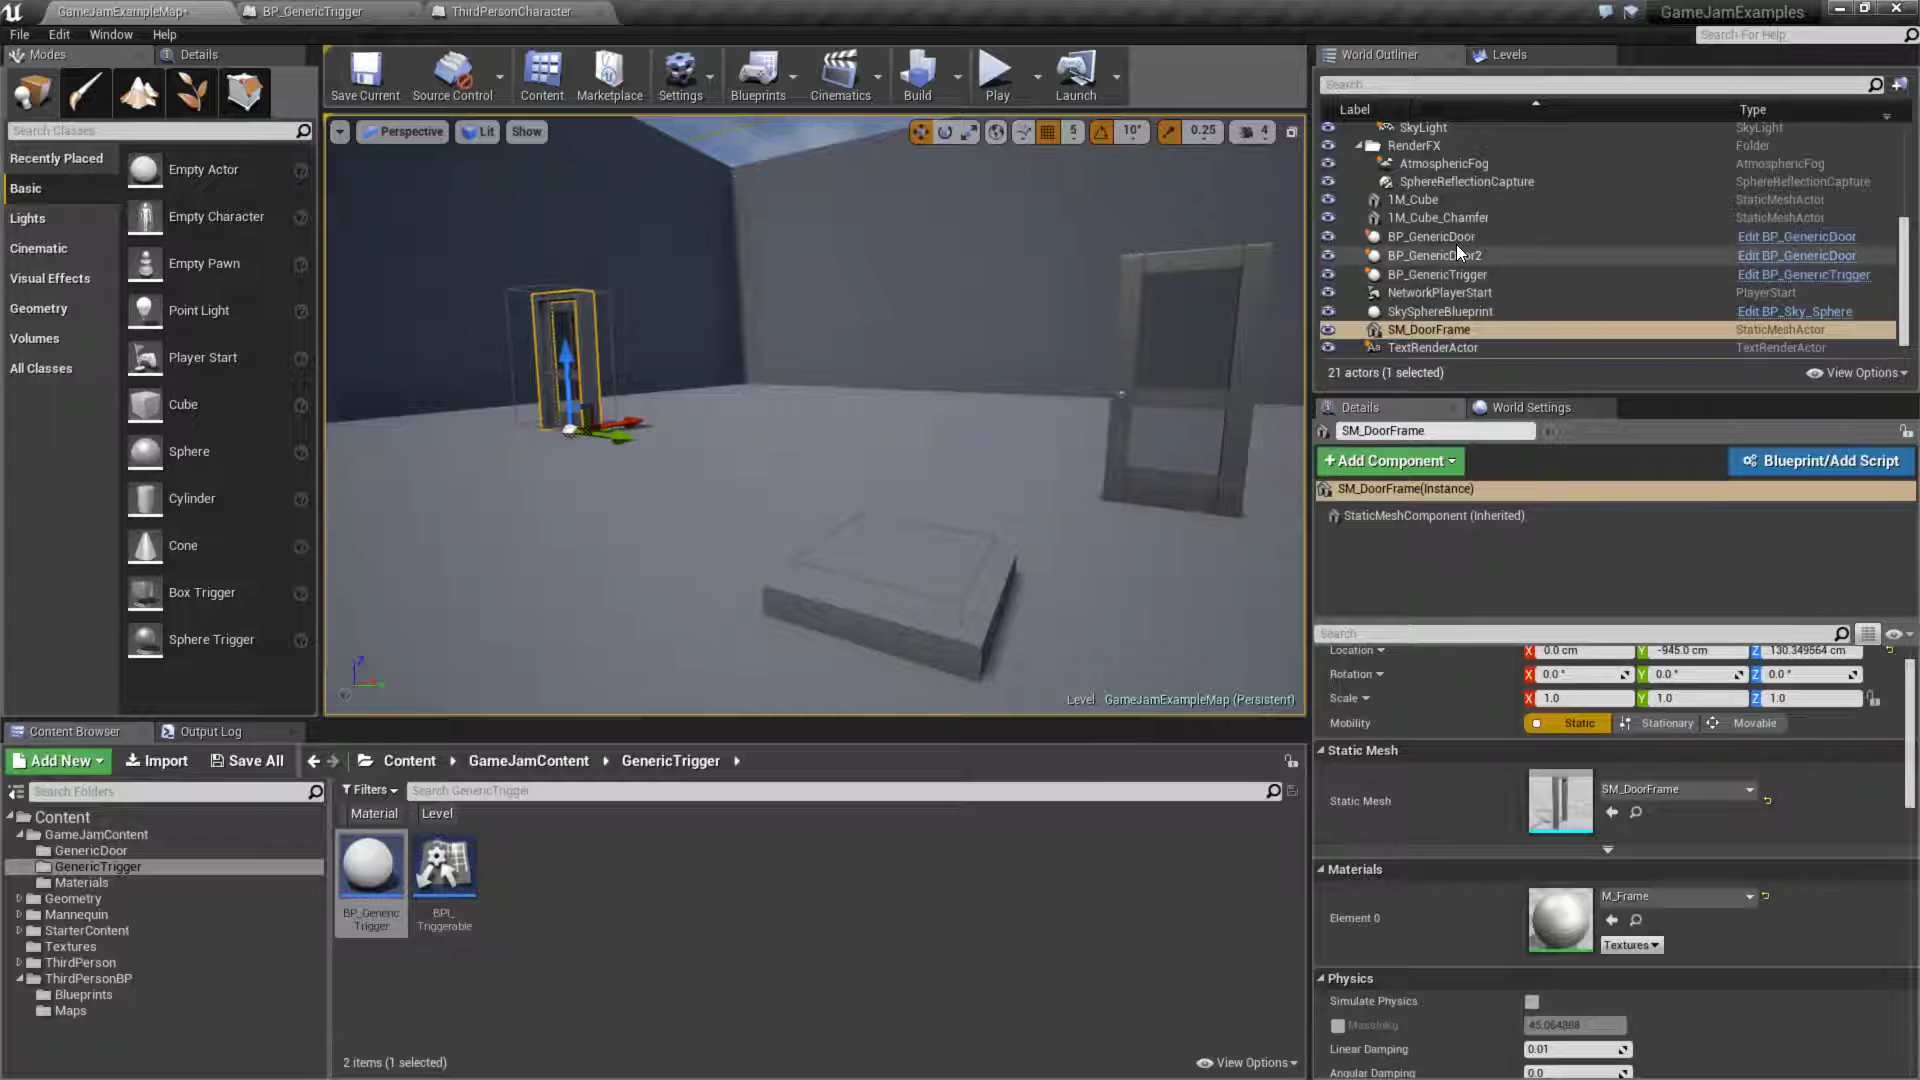 GameJamExampleMap*
BP_GenericTrigger
ThirdPersonCharacter
GameJamExamples
File
Edit
Window
Help
Search For Help
Modes
Details
Search Classes
Recently Placed
Basic
Lights
Cinematic
Visual Effects
Geometry
Volumes
All Classes
Empty Actor
Empty Character
Empty Pawn
Point Light
Player Start
Cube
Sphere
Cylinder
Cone
Box Trigger
Sphere Trigger
Save Current
Source Control
Content
Marketplace
Settings
Blueprints
Cinematics
Build
Play
Launch
Perspective
Lit
Show
5
10°
0.25
4
Level: GameJamExampleMap (Persistent)
World Outliner
Levels
Search
Label
Type
SkyLight SkyLight
RenderFX Folder
AtmosphericFog AtmosphericFog
SphereReflectionCapture SphereReflectionCapture
1M_Cube StaticMeshActor
1M_Cube_Chamfer StaticMeshActor
BP_GenericDoor Edit BP_GenericDoor
BP_GenericDoor2 Edit BP_GenericDoor
BP_GenericTrigger Edit BP_GenericTrigger
NetworkPlayerStart PlayerStart
SkySphereBlueprint Edit BP_Sky_Sphere
SM_DoorFrame StaticMeshActor
TextRenderActor TextRenderActor
21 actors (1 selected)
View Options
Details
World Settings
SM_DoorFrame
+Add Component
Blueprint/Add Script
SM_DoorFrame(Instance)
StaticMeshComponent (Inherited)
Search
Location X 0.0 cm Y -945.0 cm Z 130.349564 cm
Rotation X 0.0 ° Y 0.0 ° Z 0.0 °
Scale X 1.0 Y 1.0 Z 1.0
Mobility Static Stationary Movable
Static Mesh
Static Mesh
SM_DoorFrame
Materials
Element 0
M_Frame
Textures
Physics
Simulate Physics
MassInKg 45.064868
Linear Damping 0.01
Angular Damping 0.0
Content Browser
Output Log
Add New
Import
Save All
Content
GameJamContent
GenericTrigger
Search Folders
Content
GameJamContent
GenericDoor
GenericTrigger
Materials
Geometry
Mannequin
StarterContent
Textures
ThirdPerson
ThirdPersonBP
Blueprints
Maps
Filters
Search GenericTrigger
Material
Level
BP_Generic
Trigger
BPI_
Triggerable
2 items (1 selected)
View Options